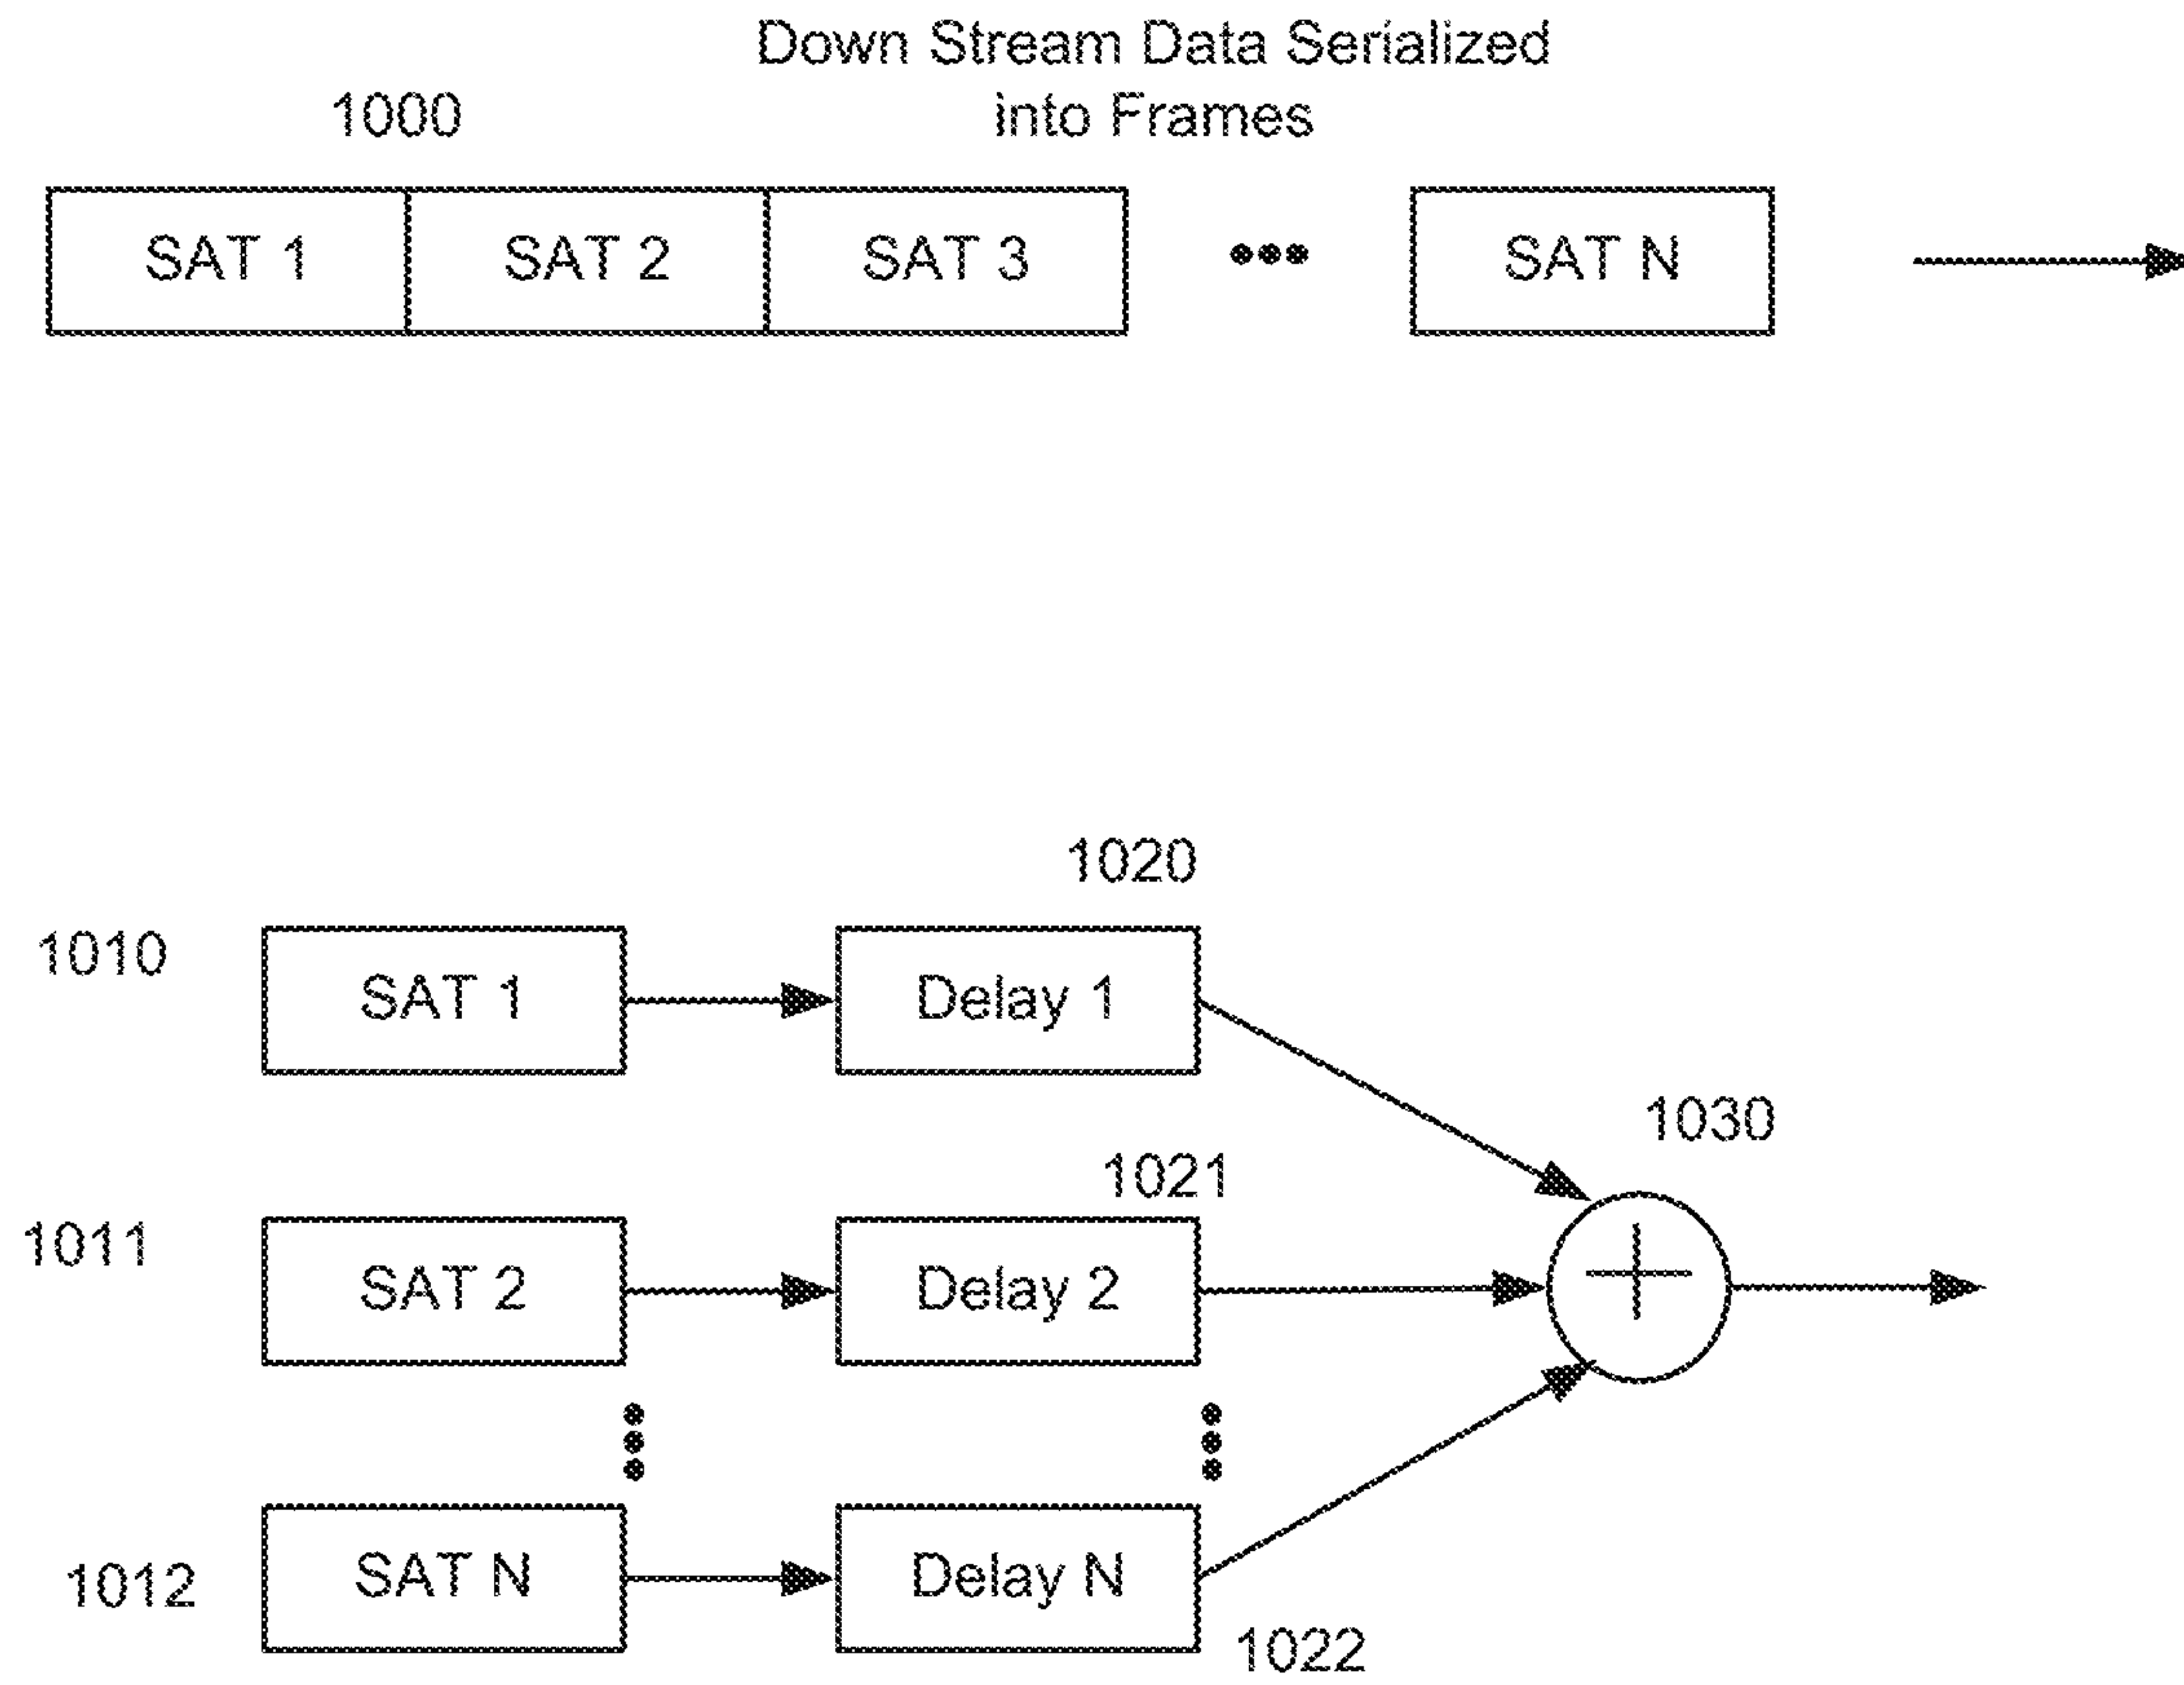 Down Stream Data Serialized
into Frames
1000
SAT 1
SAT 2
SAT 3
SAT N
1020
1010
SAT 1
Delay 1
1030
1021
1011
SAT 2
Delay 2
1012
SAT N
Delay N
1022